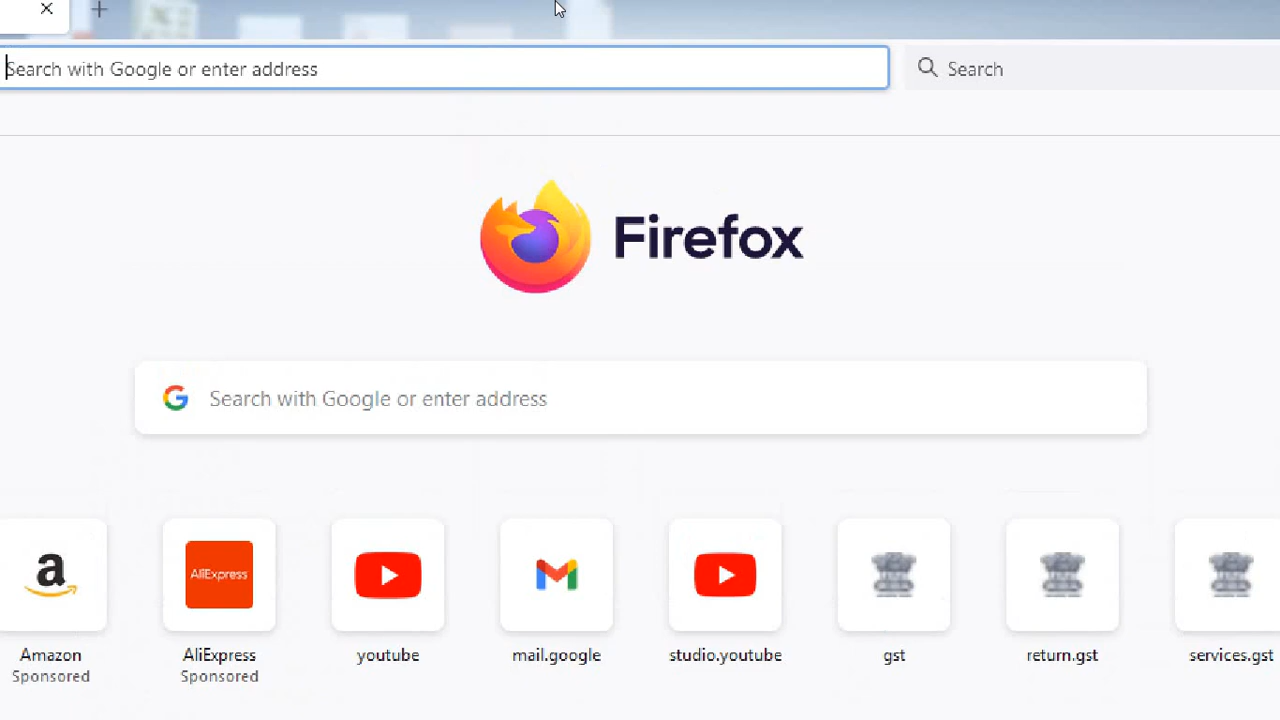 Search with Google or enter address
Search
Firefox
Search with Google or enter address
a
AliExpress
Amazon
Sponsored
AliExpress
Sponsored
youtube
mail.google
studio.youtube
gst
return.gst
services.gst